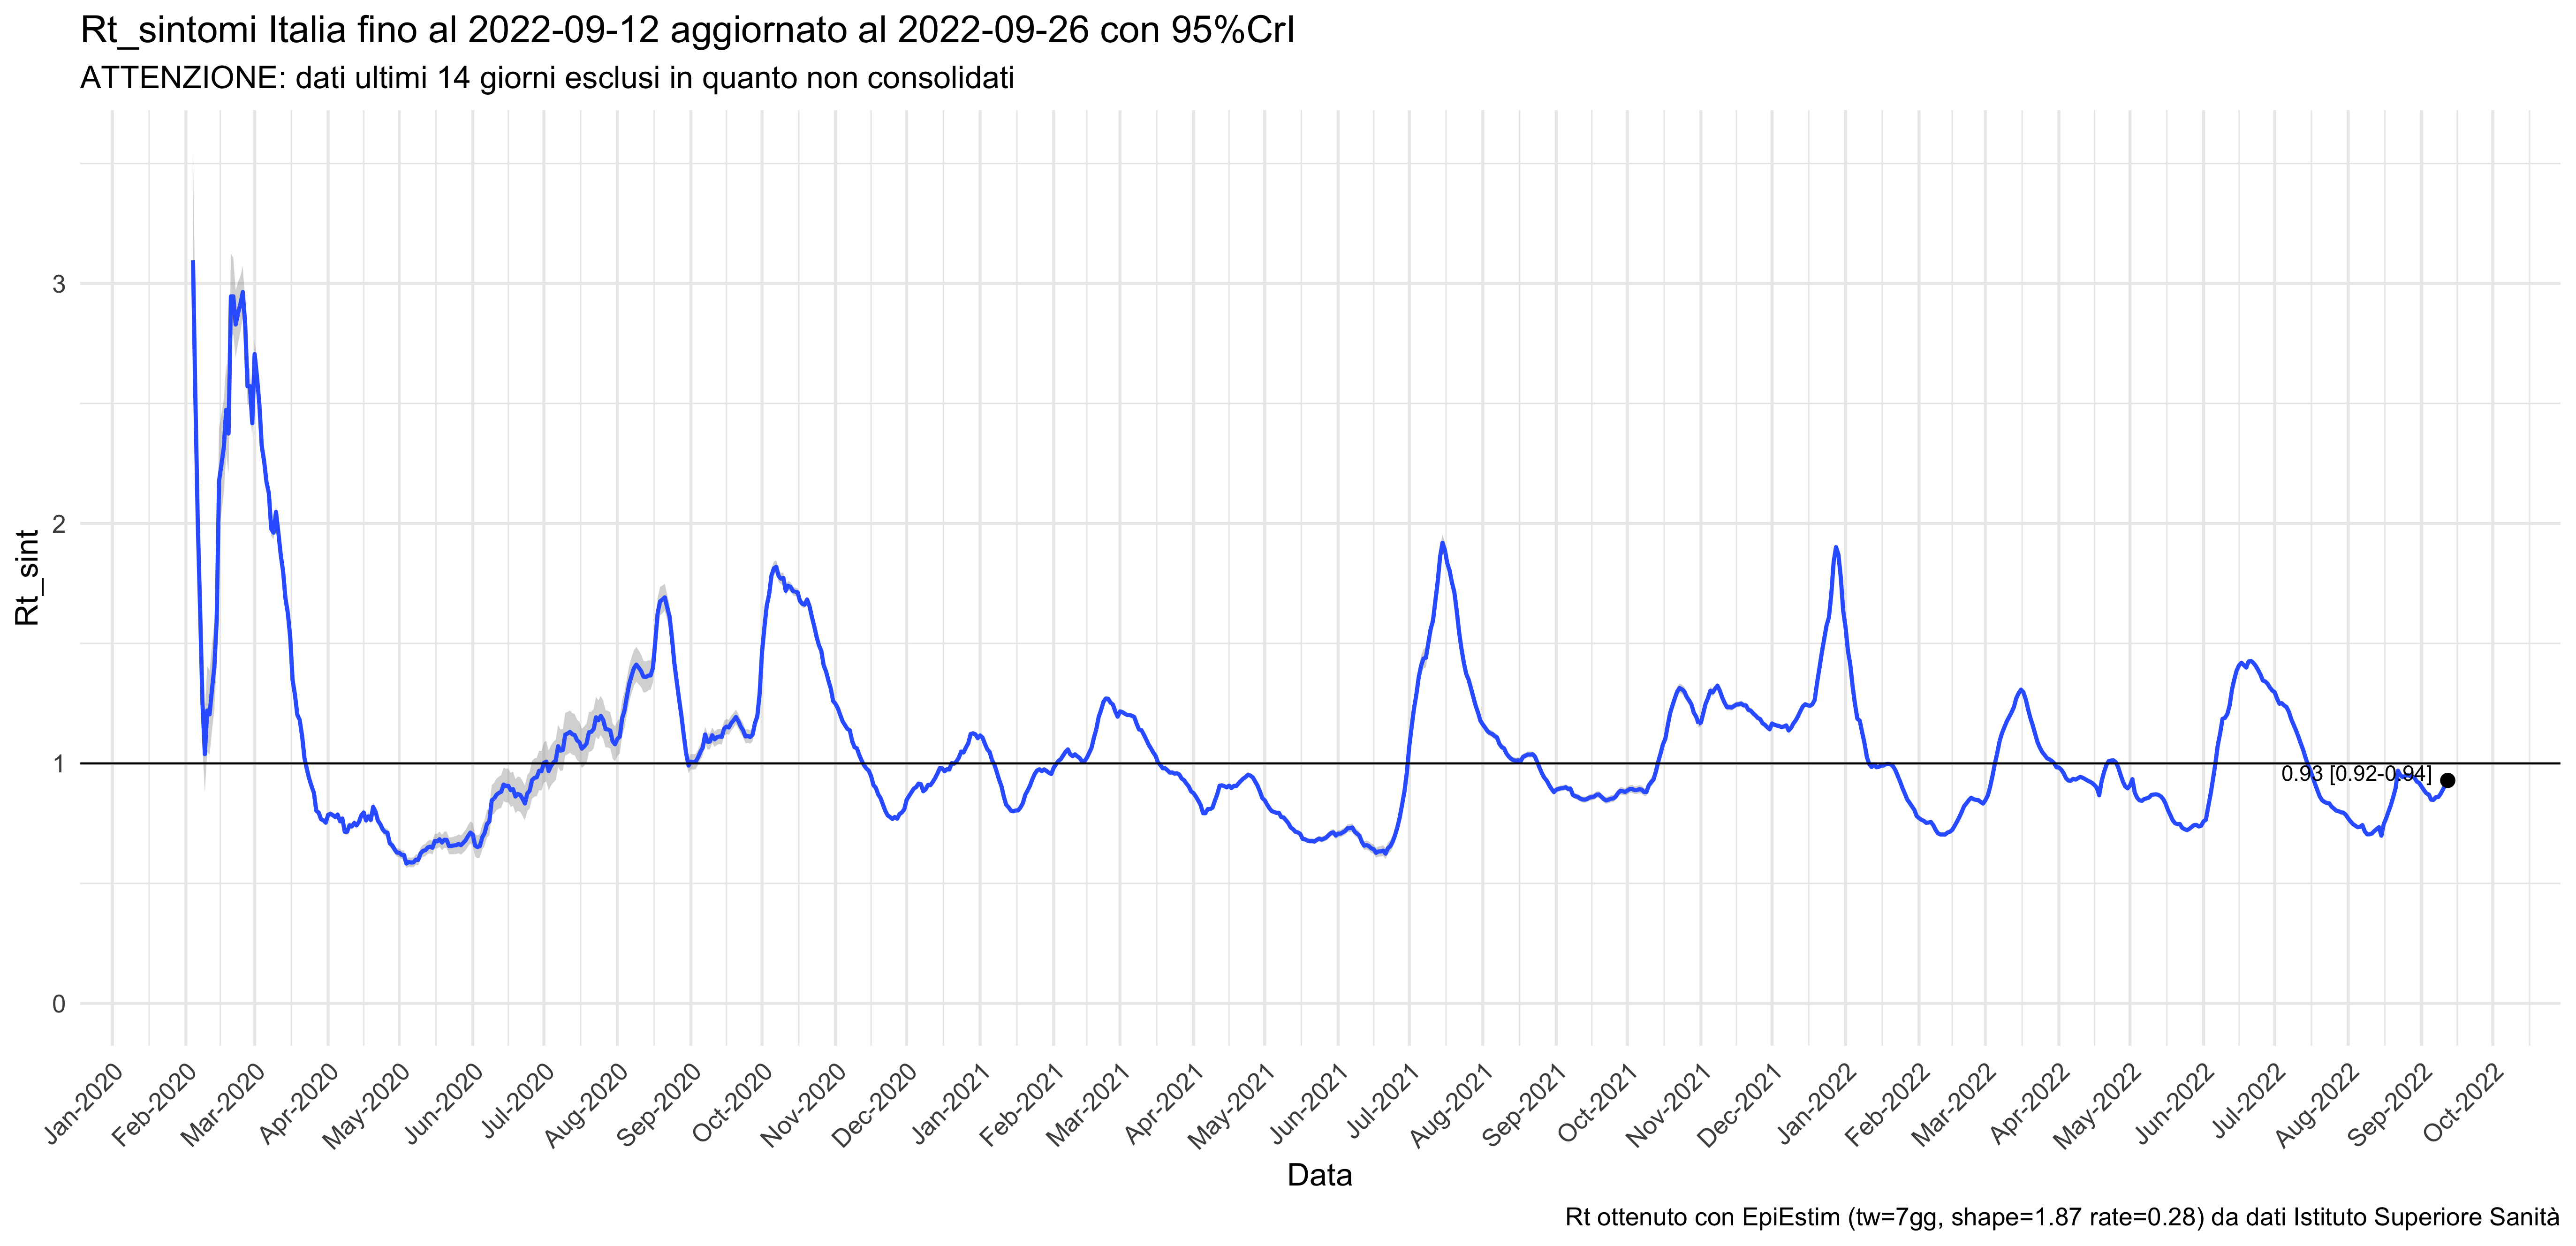 Rt_sintomi Italia fino al 2022-09-12 aggiornato al 2022-09-26 con 95%CrI
ATTENZIONE: dati ultimi 14 giorni esclusi in quanto non consolidati
Rt_sint
3
2
1
0
0.93 [0.92-0.94]
Jan-2020
Feb-2020
Mar-2020
Apr-2020
May-2020
Jun-2020
Jul-2020
Aug-2020
Sep-2020
Oct-2020
Nov-2020
Dec-2020
Jan-2021
Feb-2021
Mar-2021
Apr-2021
May-2021
Jun-2021
Jul-2021
Aug-2021
Sep-2021
Oct-2021
Nov-2021
Dec-2021
Jan-2022
Feb-2022
Mar-2022
Apr-2022
May-2022
Jun-2022
Jul-2022
Aug-2022
Sep-2022
Oct-2022
Data
Rt ottenuto con EpiEstim (tw=7gg, shape=1.87 rate=0.28) da dati Istituto Superiore Sanità